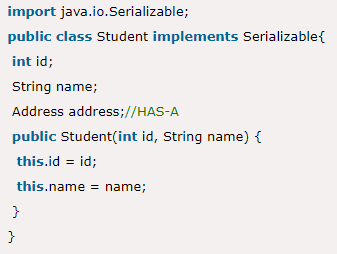 import java.io.Serializable;
public class Student implements Serializable{
 int id;
 String name;
 Address address;//HAS-A
 public Student(int id, String name) {
  this.id = id;
  this.name = name;
 }
}